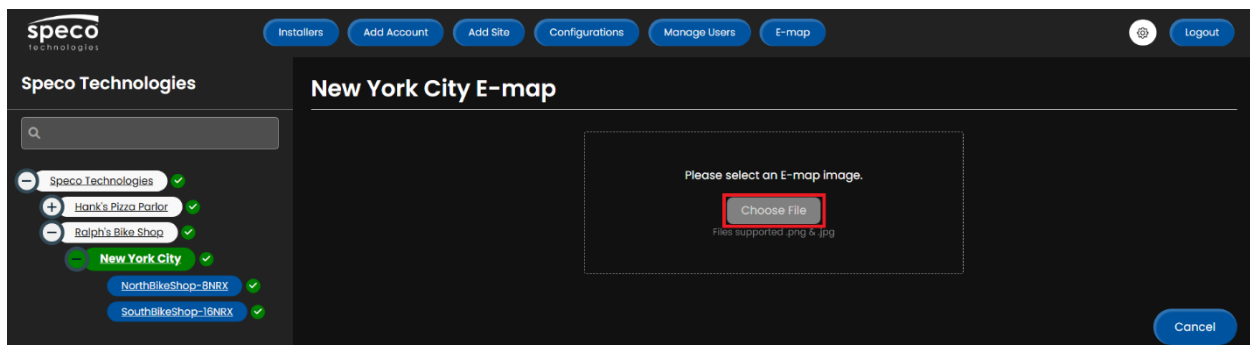 speco
technologies
Installers
Add Account
Add Site
Configurations
Manage Users
E-map
Logout
Speco Technologies
New York City E-map
Speco Technologies
Hank's Pizza Parlor
Ralph's Bike Shop
New York City
NorthBikeShop-8NRX
SouthBikeShop-16NRX
Please select an E-map image.
Choose File
Files supported .png & .jpg
Cancel